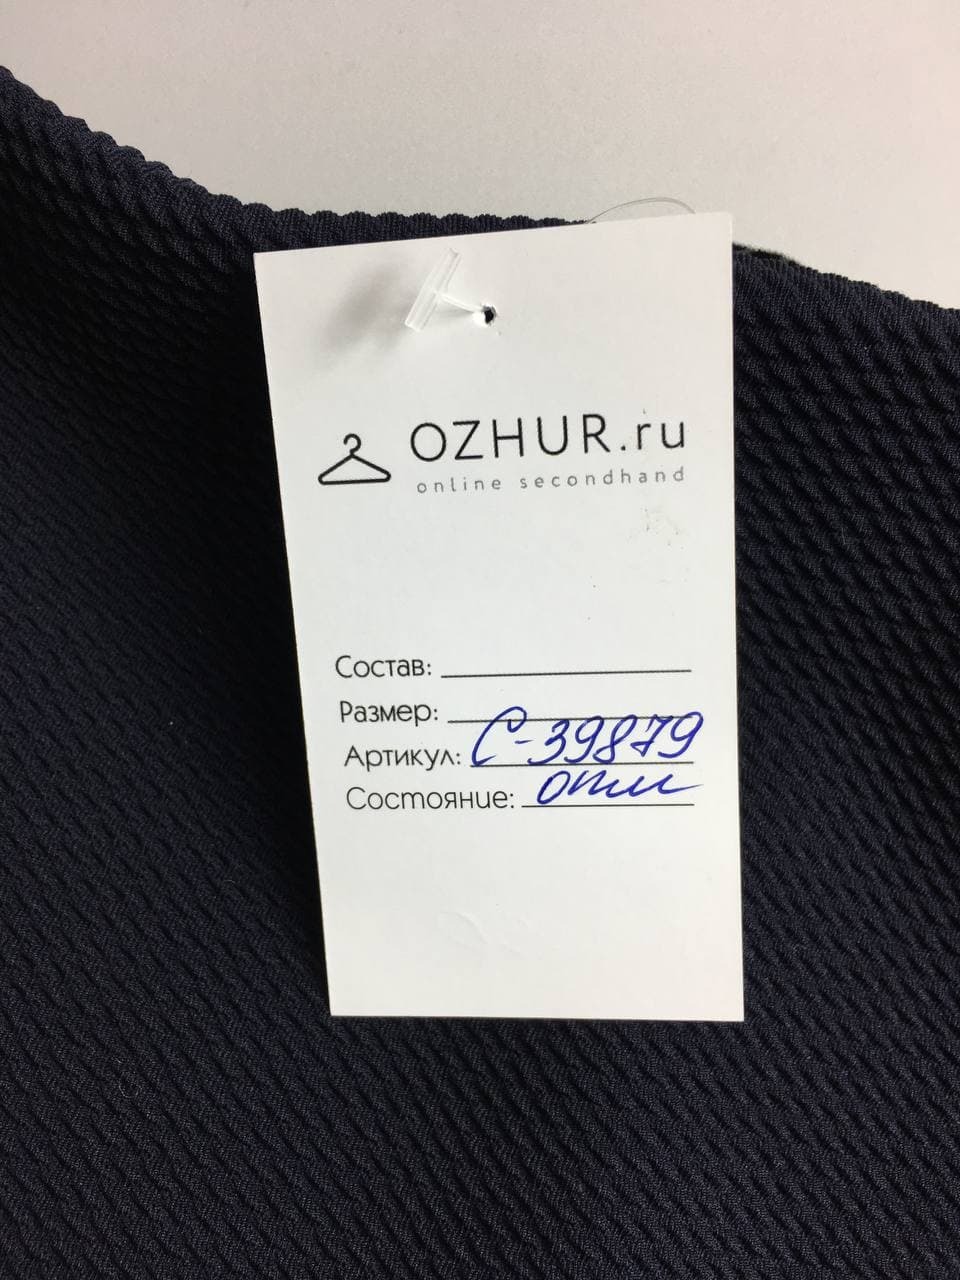 OZHUR.ru
online secondhand
Состав:
Размер:
Артикул: С-39879
Состояние: отл